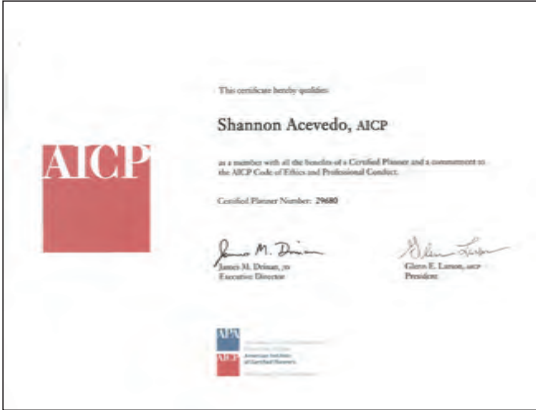 AICP
This certificate hereby qualifies
Shannon Acevedo, AICP
as a member with all the benefits of a Certified Planner and a commitment to
the AICP Code of Ethics and Professional Conduct.
Certified Planner Number: 29680
James M. Drinan, JD
Executive Director
Glenn E. Larson, AICP
President
APA
AICP
American Institute
of Certified Planners